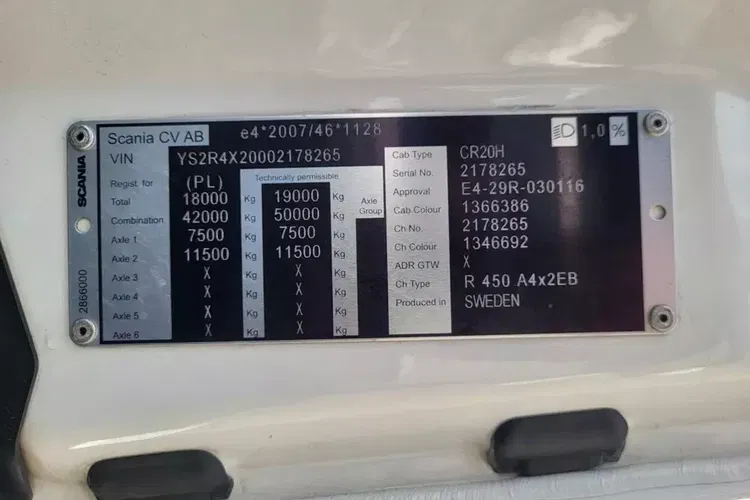 Scania CV AB e4*2007/46*1128 1,0 %
VIN YS2R4X20002178265
Regist. for (PL) Technically permissible
Total 18000 Kg 19000 Kg Axle Group
Combination 42000 Kg 50000 Kg
Axle 1 7500 Kg 7500 Kg
Axle 2 11500 Kg 11500 Kg
Axle 3 X Kg X Kg
Axle 4 X Kg X Kg
Axle 5 X Kg X Kg
Axle 6 X Kg X Kg
Cab Type CR20H
Serial No. 2178265
Approval E4-29R-030116
Cab Colour 1366386
Ch No. 2178265
Ch Colour 1346692
ADR GTW X
Ch Type R 450 A4x2EB
Produced in SWEDEN
SCANIA
2866000